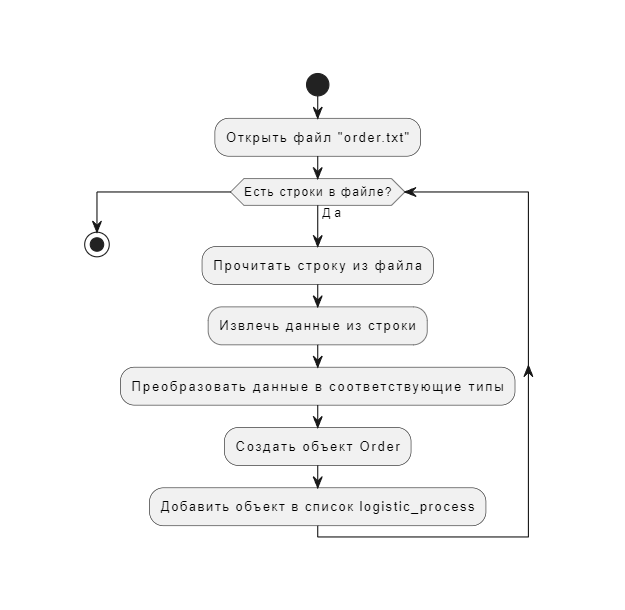 Открыть файл "order.txt"
Есть строки в файле?
Да
Прочитать строку из файла
Извлечь данные из строки
Преобразовать данные в соответствующие типы
Создать объект Order
Добавить объект в список logistic_process